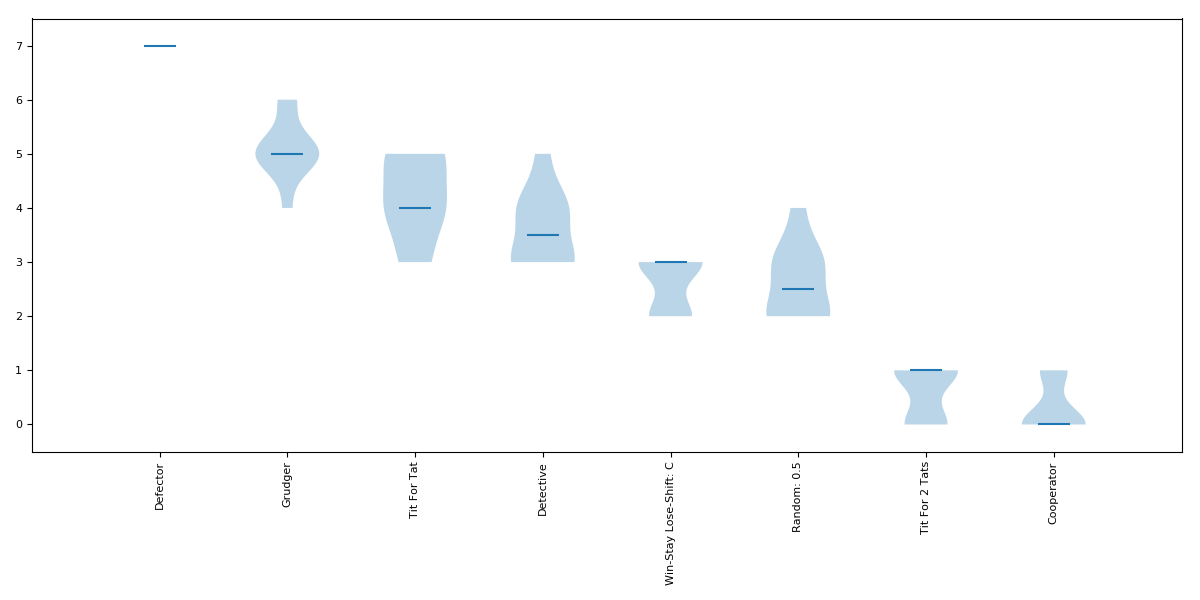 7
6
5
4
3
2
1
0
Defector
Grudger
Tit For Tat
Detective
Win-Stay Lose-Shift: C
Random: 0.5
Tit For 2 Tats
Cooperator